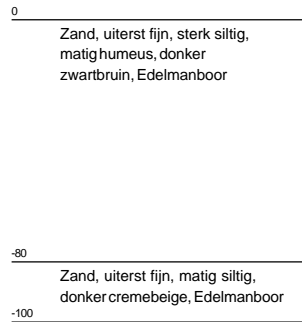 0
Zand, uiterst fijn, sterk siltig,
matig humeus, donker
zwartbruin, Edelmanboor
-80
Zand, uiterst fijn, matig siltig,
donker cremebeige, Edelmanboor
-100